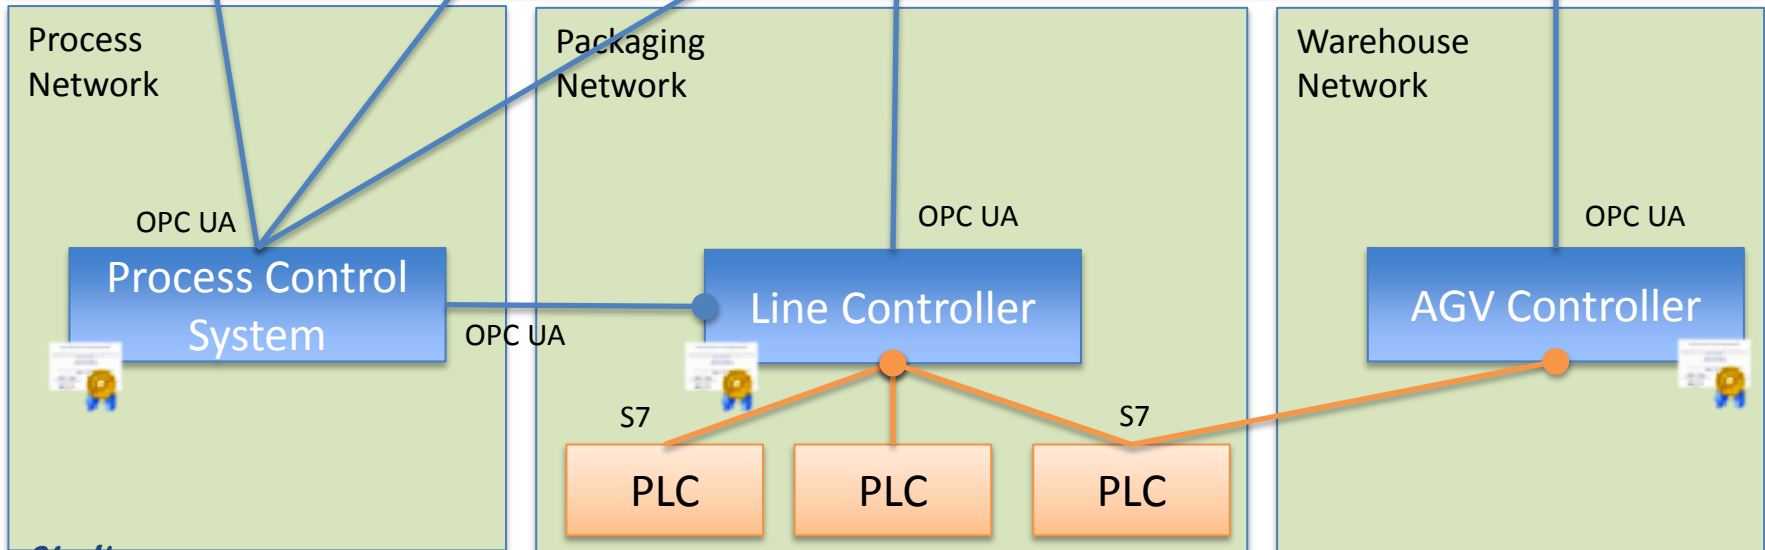 Process
Network
Packaging
Network
Warehouse
Network
OPC UA
OPC UA
OPC UA
Process Control
System
Line Controller
AGV Controller
OPC UA
S7
S7
PLC
PLC
PLC